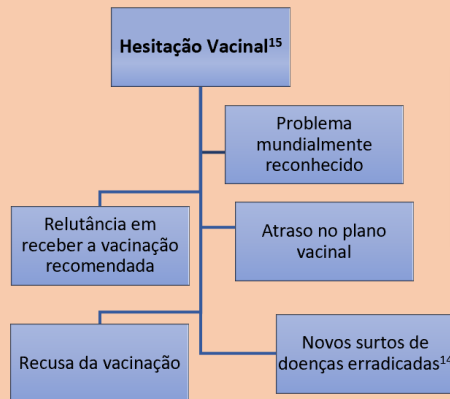 Hesitação Vacinal¹⁵
Problema
mundialmente
reconhecido
Relutância em
receber a vacinação
recomendada
Atraso no plano
vacinal
Recusa da vacinação
Novos surtos de
doenças erradicadas¹⁴